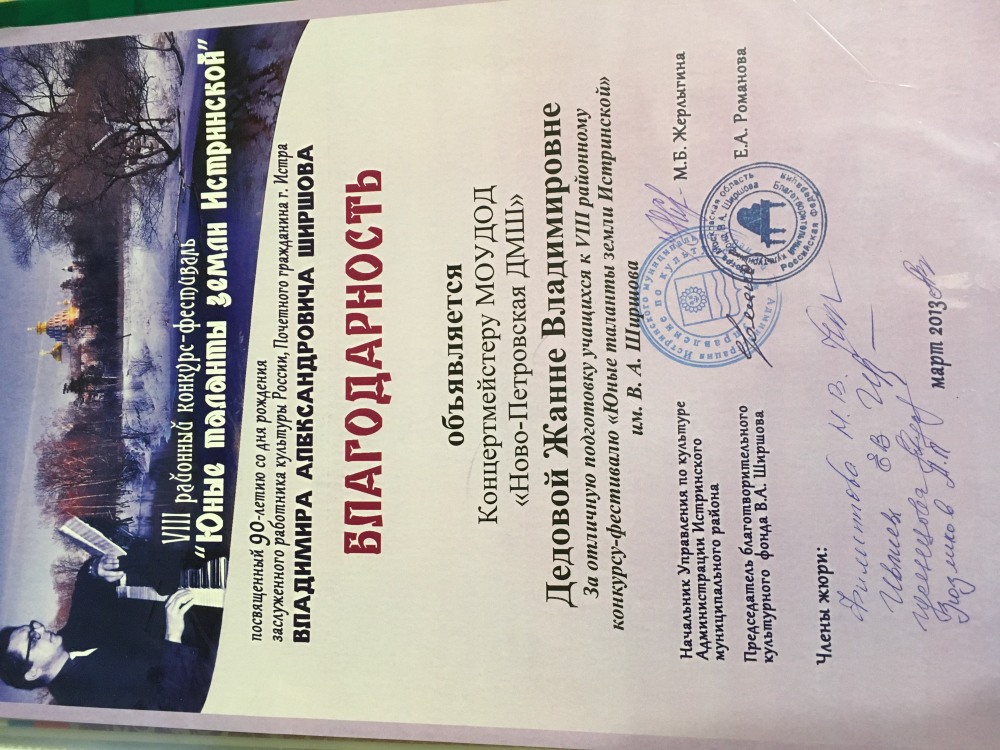 VIII районный конкурс-фестиваль
"Юные таланты земли Истринской"
посвященный 90-летию со дня рождения
заслуженного работника культуры России, Почетного гражданина г. Истра
ВЛАДИМИРА АЛЕКСАНДРОВИЧА ШИРШОВА
БЛАГОДАРНОСТЬ
объявляется
Концертмейстеру МОУДОД
«Ново-Петровская ДМШ»
Дедовой Жанне Владимировне
За отличную подготовку учащихся к VIII районному
конкурсу-фестивалю «Юные таланты земли Истринской»
им. В. А. Ширшова
Начальник Управления по культуре
Администрации Истринского
муниципального района
М.Б. Жерлыгина
Председатель благотворительного
культурного фонда В.А. Ширшова
Е.А. Романова
Члены жюри:
Филиппова М.В.
март 2013